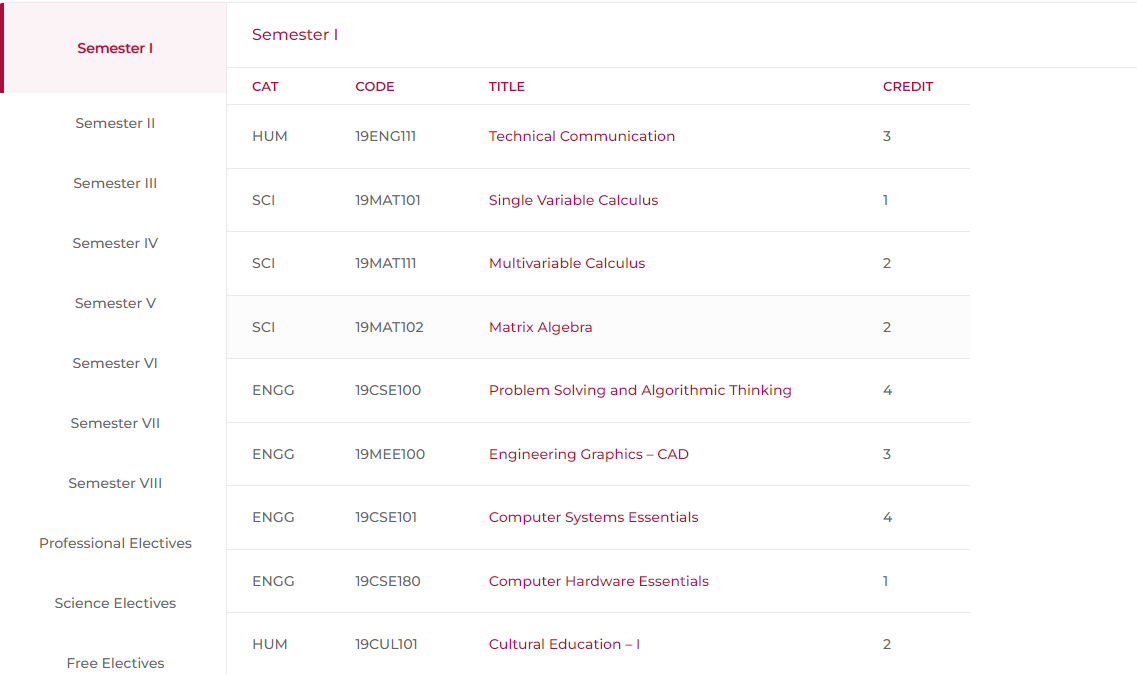 Semester I
Semester II
Semester III
Semester IV
Semester V
Semester VI
Semester VII
Semester VIII
Professional Electives
Science Electives
Free Electives
Semester I
CAT CODE TITLE CREDIT
HUM 19ENG111 Technical Communication 3
SCI 19MAT101 Single Variable Calculus 1
SCI 19MAT111 Multivariable Calculus 2
SCI 19MAT102 Matrix Algebra 2
ENGG 19CSE100 Problem Solving and Algorithmic Thinking 4
ENGG 19MEE100 Engineering Graphics – CAD 3
ENGG 19CSE101 Computer Systems Essentials 4
ENGG 19CSE180 Computer Hardware Essentials 1
HUM 19CUL101 Cultural Education – I 2